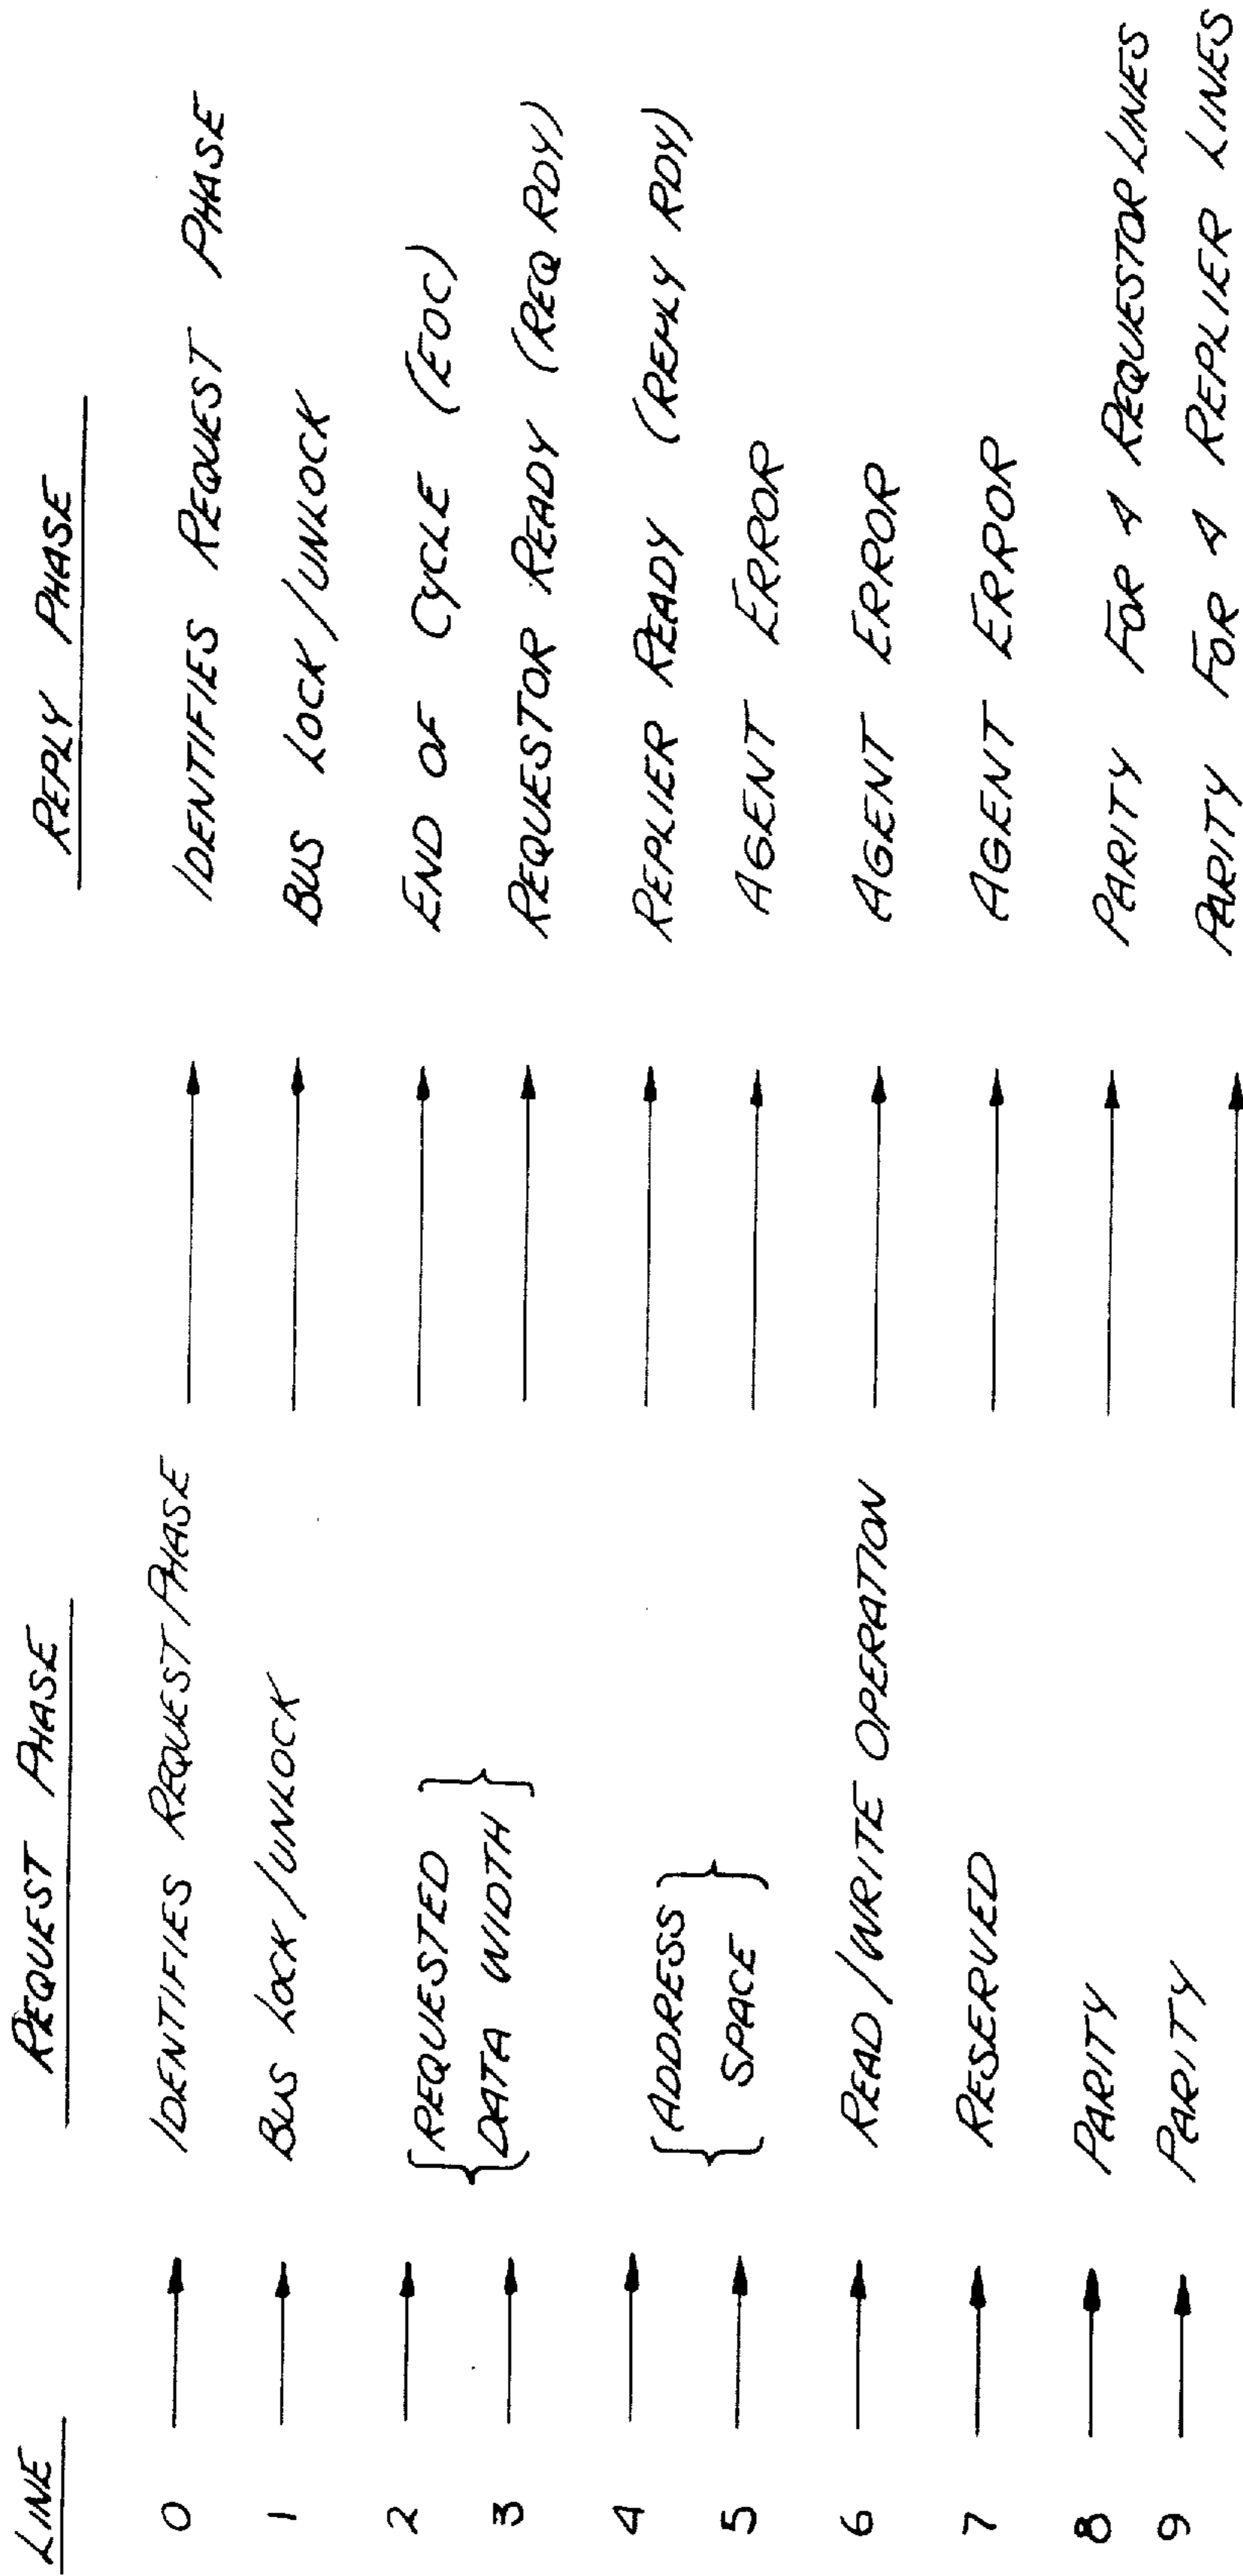 LINE REQUEST PHASE REPLY PHASE
0 IDENTIFIES REQUEST PHASE IDENTIFIES REQUEST PHASE
1 BUS LOCK/UNLOCK BUS LOCK/UNLOCK
2 {REQUESTED } END OF CYCLE (EOC)
3 {DATA WIDTH } REQUESTOR READY (REQ RDY)
4 {ADDRESS } REPLIER READY (REPLY RDY)
5 {SPACE } AGENT ERROR
6 READ/WRITE OPERATION AGENT ERROR
7 RESERVED AGENT ERROR
8 PARITY PARITY FOR 4 REQUESTOR LINES
9 PARITY PARITY FOR 4 REPLIER LINES